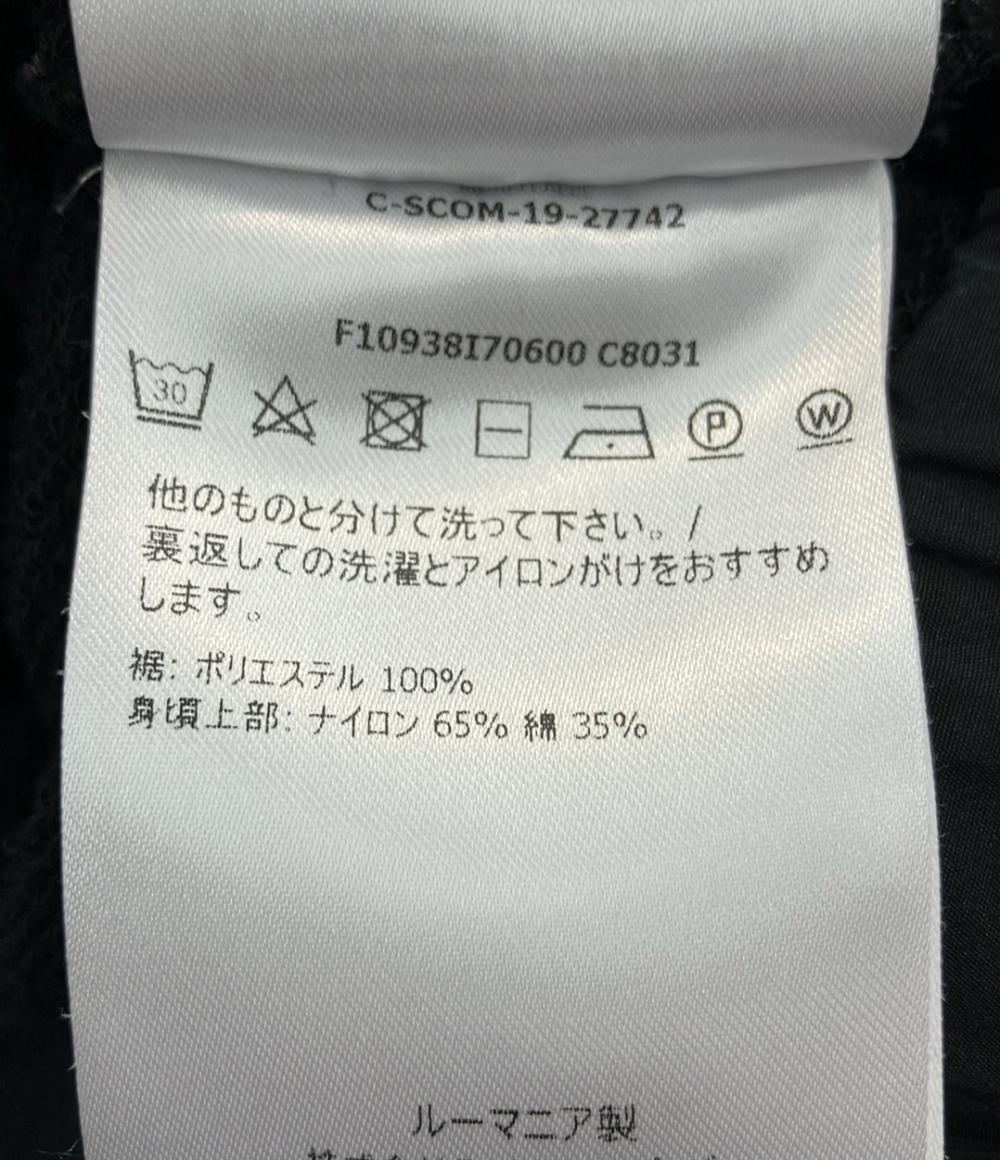 C-SCOM-19-27742
F10938I70600 C8031
30
P
W
他のものと分けて洗って下さい。/
裏返しての洗濯とアイロンがけをおすすめ
します。
裾: ポリエステル 100%
身頃上部: ナイロン 65% 綿 35%
ルーマニア製